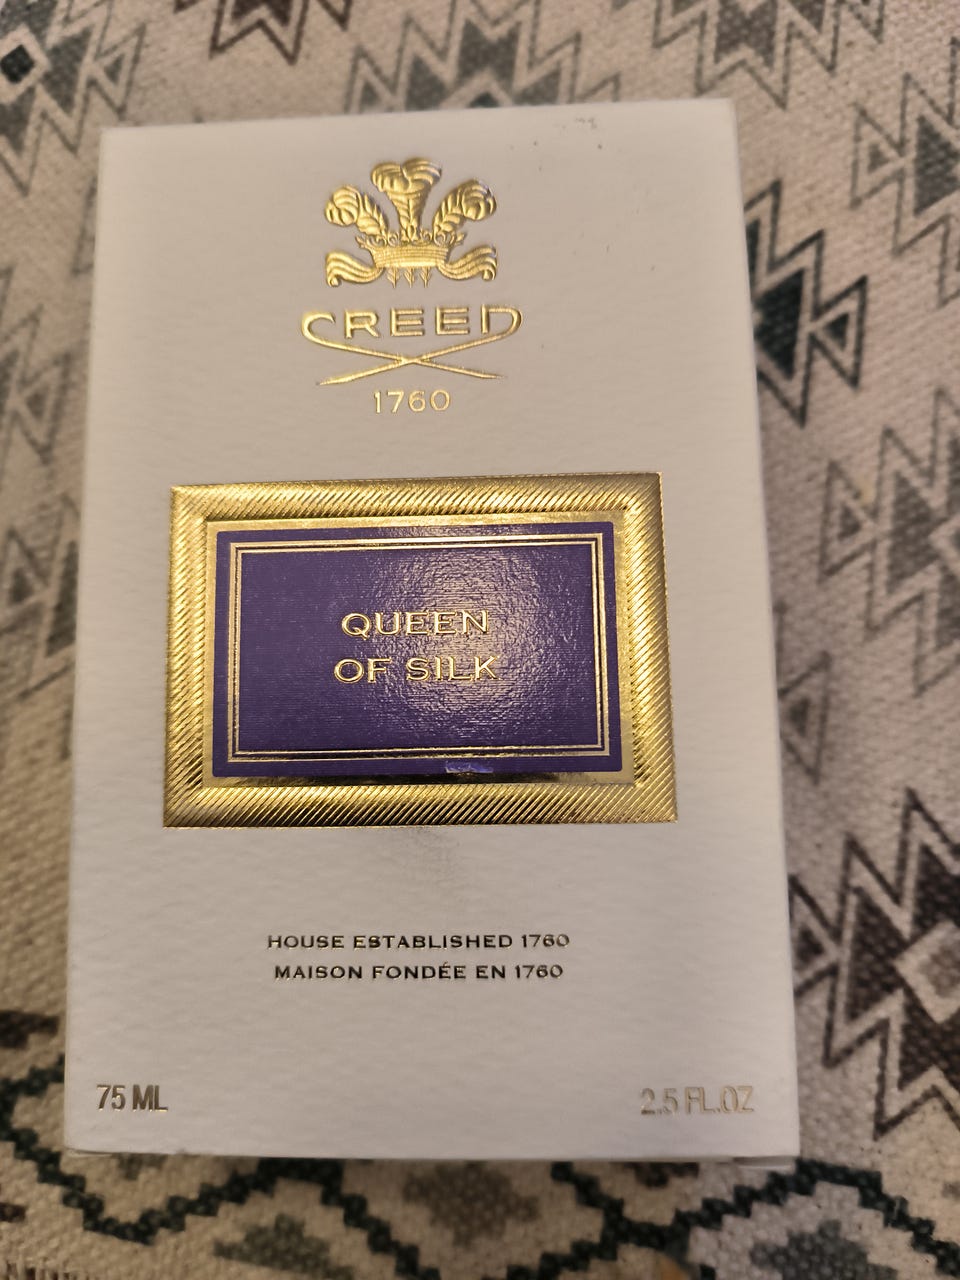 CREED
1760
QUEEN
OF SILK
HOUSE ESTABLISHED 1760
MAISON FONDÉE EN 1760
75 ML
2.5 FL.OZ